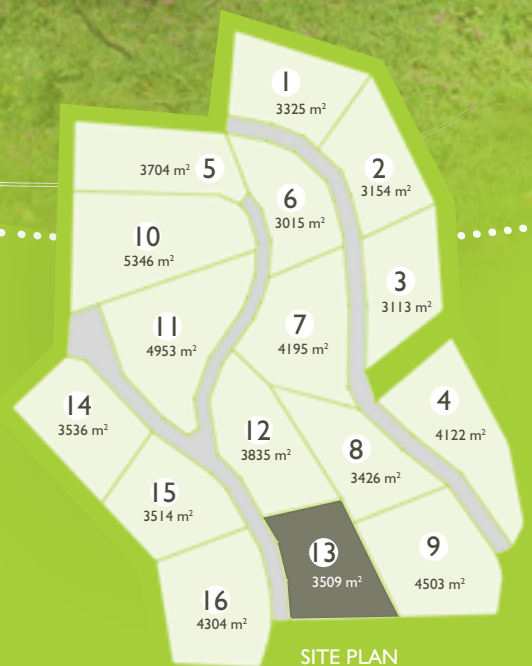 1
3325 m²
2
3154 m²
3704 m² 5
6
3015 m²
10
5346 m²
3
3113 m²
11
4953 m²
7
4195 m²
14
3536 m²
4
4122 m²
12
3835 m²
8
3426 m²
15
3514 m²
13
3509 m²
9
4503 m²
16
4304 m²
SITE PLAN